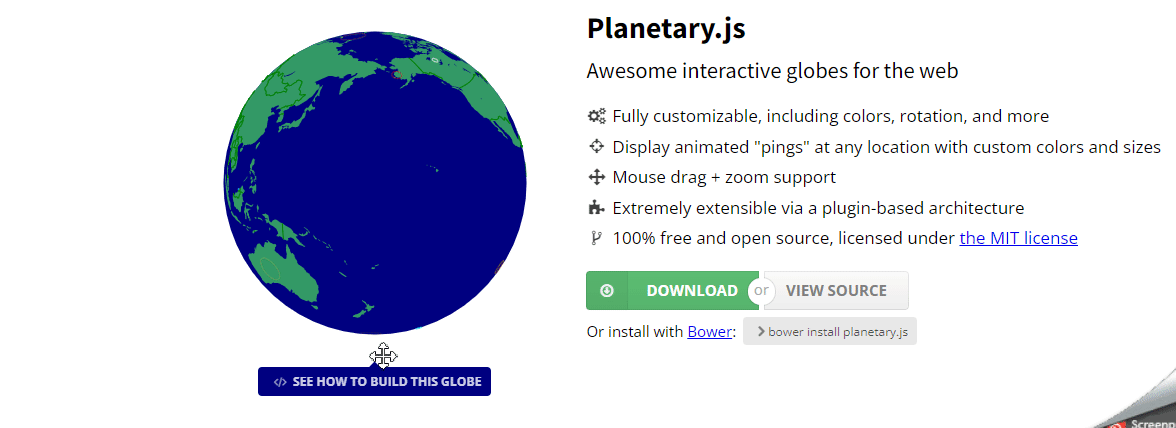 Planetary.js
Awesome interactive globes for the web
Fully customizable, including colors, rotation, and more
Display animated "pings" at any location with custom colors and sizes
Mouse drag + zoom support
Extremely extensible via a plugin-based architecture
100% free and open source, licensed under the MIT license
DOWNLOAD or VIEW SOURCE
Or install with Bower: bower install planetary.js
</> SEE HOW TO BUILD THIS GLOBE